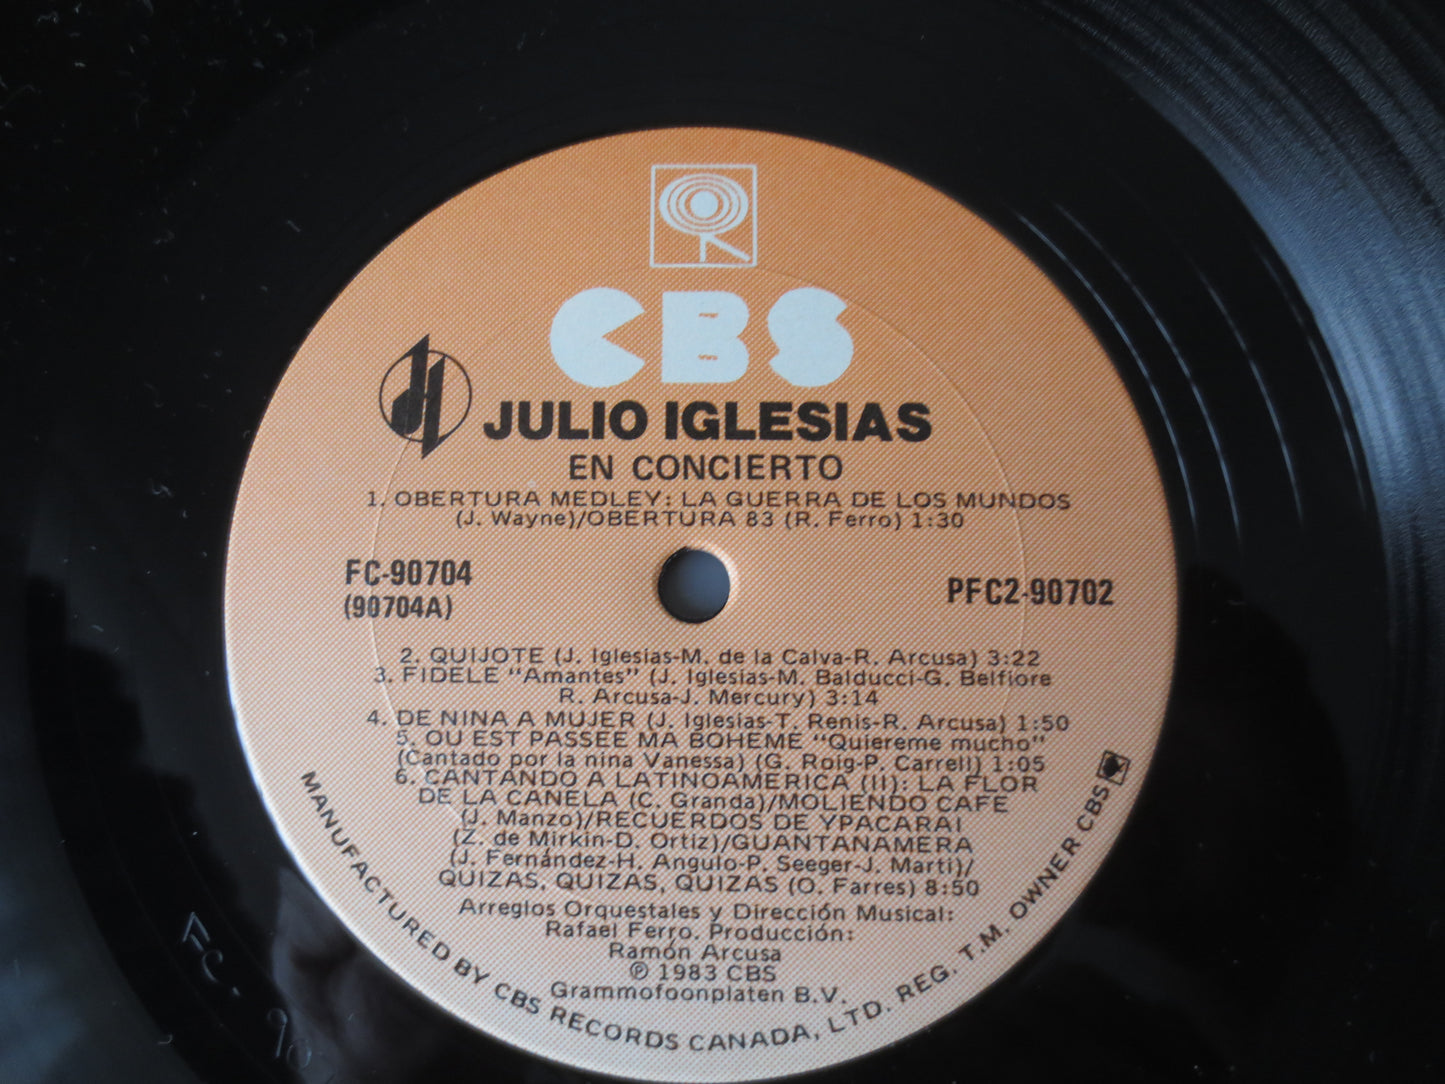 CBS
JULIO IGLESIAS
EN CONCIERTO
1. OBERTURA MEDLEY: LA GUERRA DE LOS MUNDOS
(J. Wayne)/OBERTURA 83 (R. Ferro) 1:30
FC-90704
(90704A)
PFC2-90702
2. QUIJOTE (J. Iglesias-M. de la Calva-R. Arcusa) 3:22
3. FIDELE "Amantes" (J. Iglesias-M. Balducci-G. Belfiore
R. Arcusa-J. Mercury) 3:14
4. DE NINA A MUJER (J. Iglesias-T. Renis-R. Arcusa) 1:50
5. OU EST PASSEE MA BOHEME "Quiereme mucho"
(Cantado por la nina Vanessa) (G. Roig-P. Carrell) 1:05
6. CANTANDO A LATINOAMERICA (II): LA FLOR
DE LA CANELA (C. Granda)/MOLIENDO CAFE
(J. Manzo)/RECUERDOS DE YPACARAI
(Z. de Mirkin-D. Ortiz)/GUANTANAMERA
(J. Fernández-H. Angulo-P. Seeger-J. Marti)/
QUIZAS, QUIZAS, QUIZAS (O. Farres) 8:50
Arreglos Orquestales y Dirección Musical:
Rafael Ferro. Producción:
Ramón Arcusa
℗ 1983 CBS
Grammofoonplaten B.V.
MANUFACTURED BY CBS RECORDS CANADA, LTD. REG. T.M. OWNER CBS
FC-90